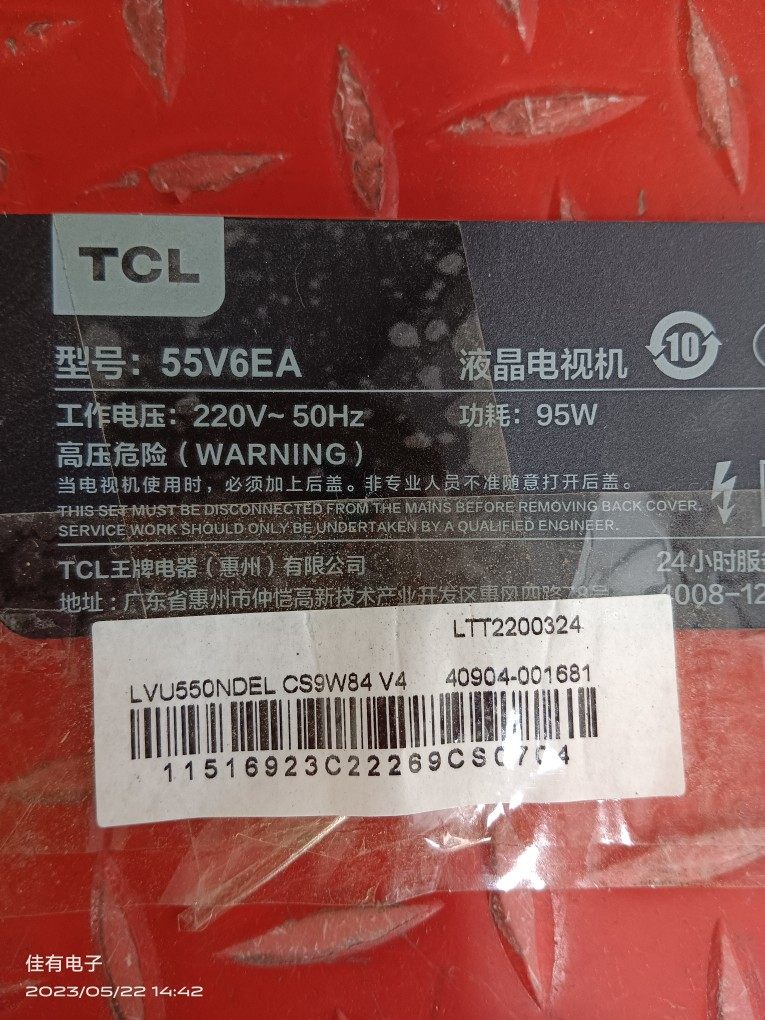 TCL
型号：55V6EA 液晶电视机 10
工作电压：220V~ 50Hz 功耗：95W
高压危险（WARNING）
当电视机使用时，必须加上后盖。非专业人员不准随意打开后盖。
THIS SET MUST BE DISCONNECTED FROM THE MAINS BEFORE REMOVING BACK COVER.
SERVICE WORK SHOULD ONLY BE UNDERTAKEN BY A QUALIFIED ENGINEER.
TCL王牌电器（惠州）有限公司 24小时服
地址：广东省惠州市仲恺高新技术产业开发区惠风四路 4008-12
LTT2200324
LVU550NDEL CS9W84 V4 40904-001681
11516923C22269CS0704
佳有电子
2023/05/22 14:42